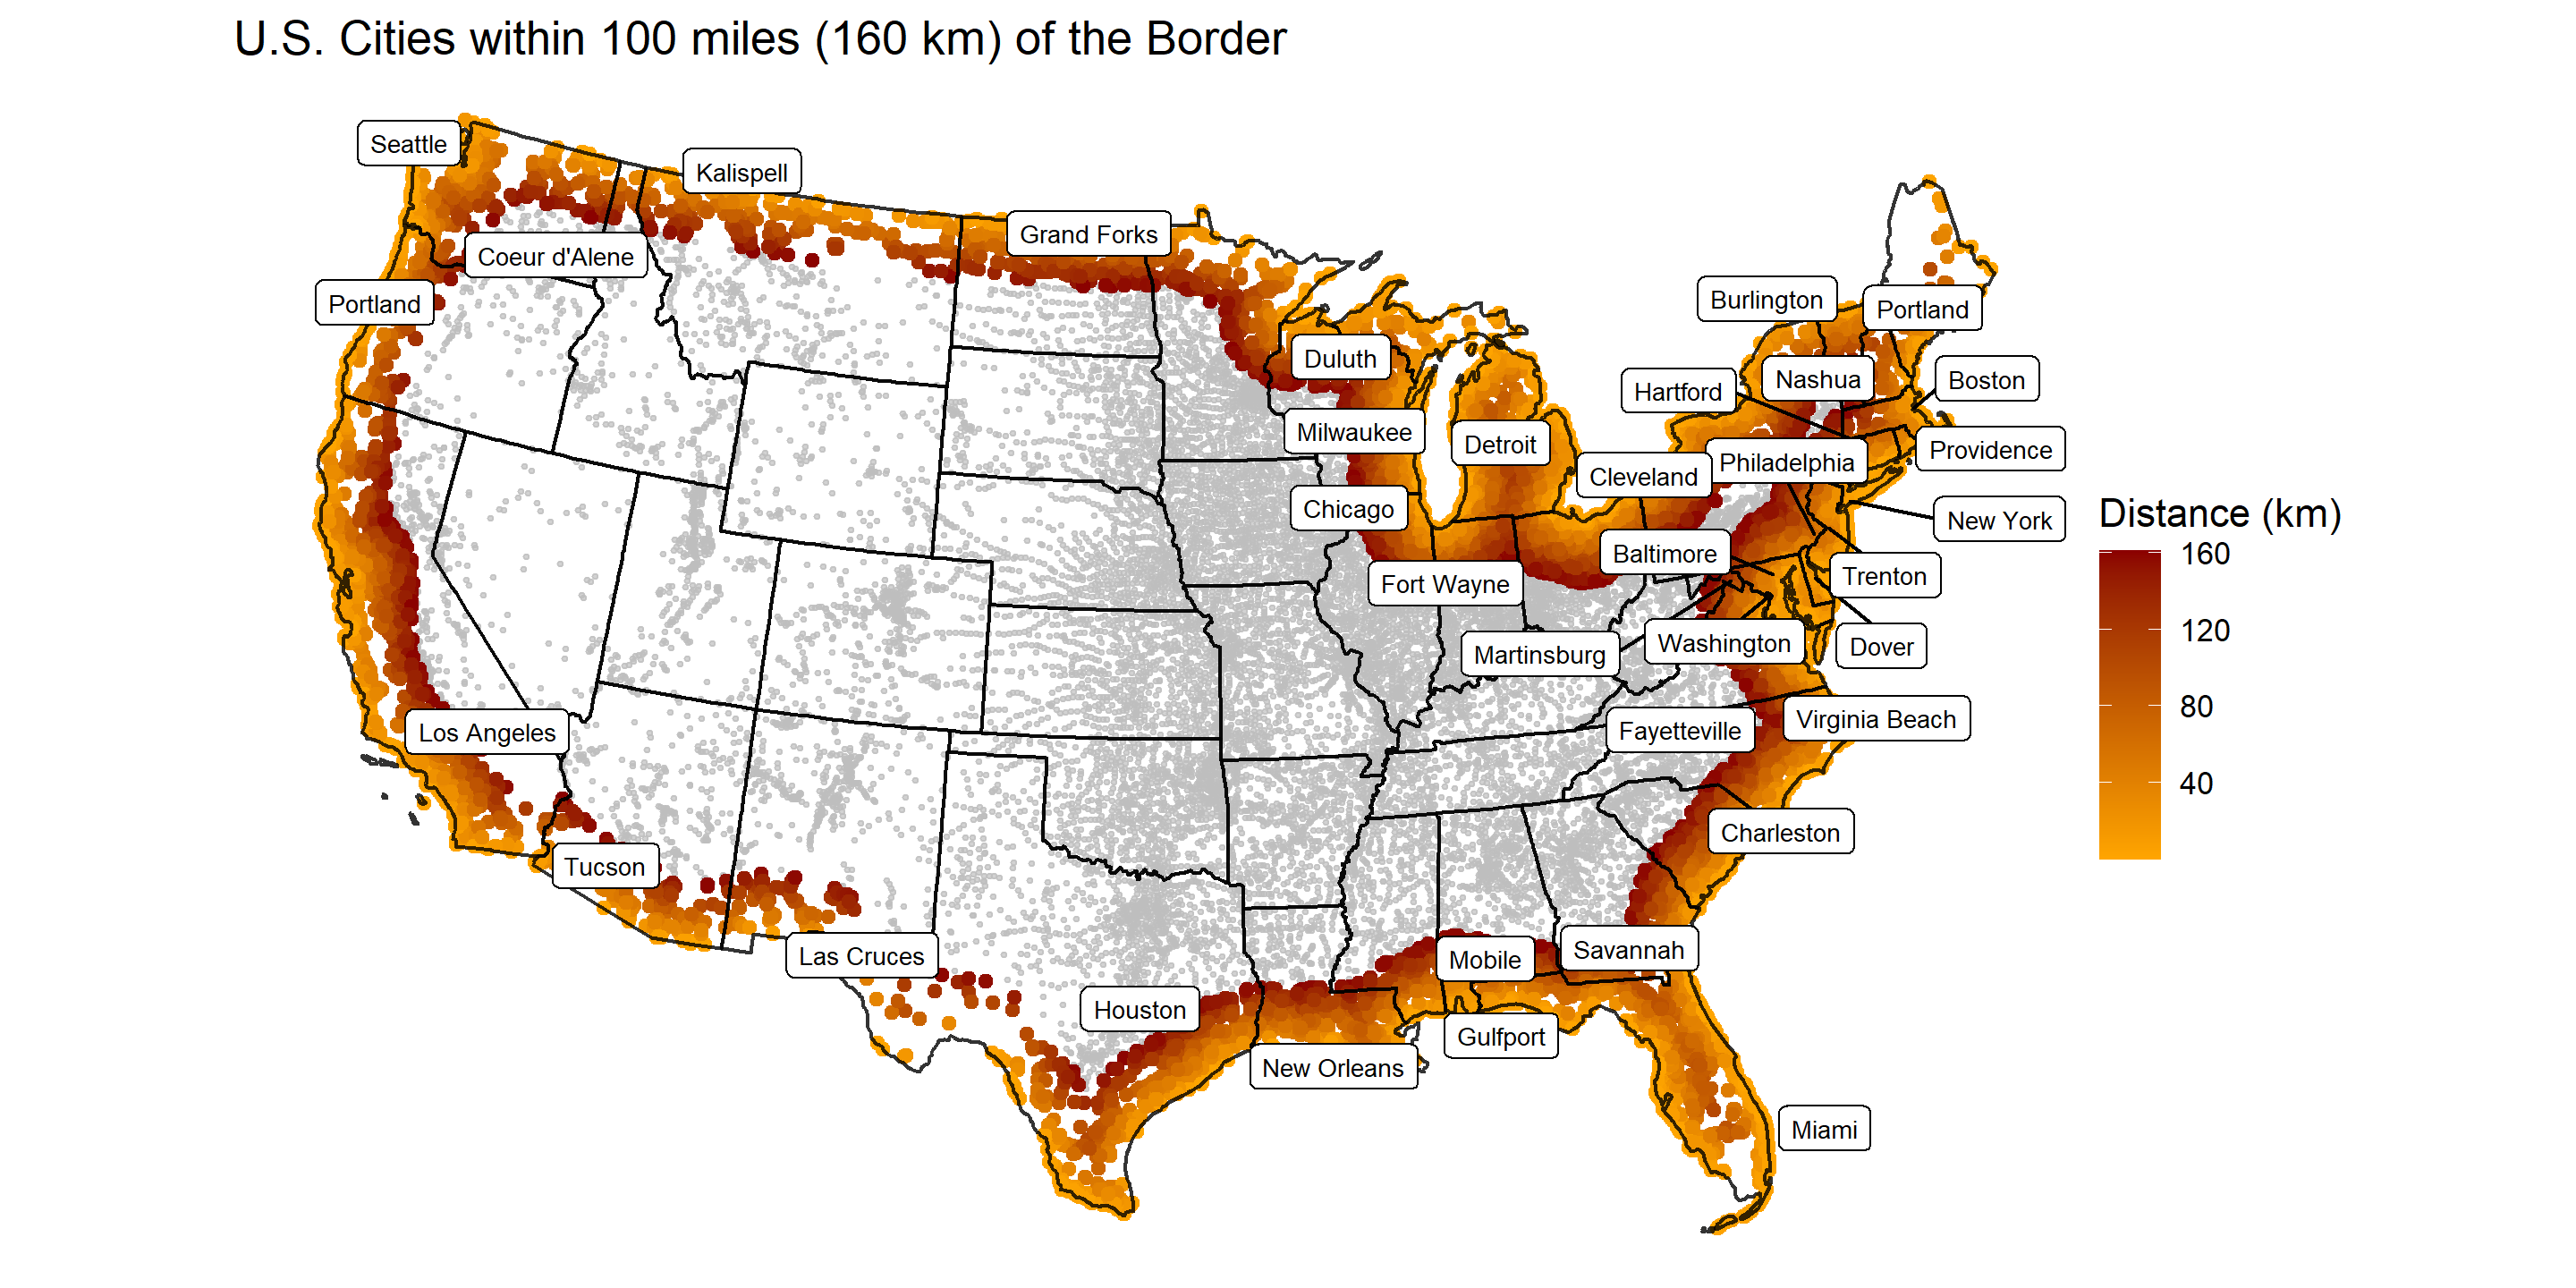 U.S. Cities within 100 miles (160 km) of the Border
Seattle
Kalispell
Grand Forks
Coeur d'Alene
Portland
Burlington
Portland
Duluth
Nashua
Boston
Hartford
Milwaukee
Detroit
Providence
Philadelphia
Cleveland
Chicago
New York
Baltimore
Trenton
Fort Wayne
Washington
Dover
Martinsburg
Virginia Beach
Fayetteville
Los Angeles
Charleston
Tucson
Savannah
Las Cruces
Mobile
Houston
Gulfport
New Orleans
Miami
Distance (km)
160
120
80
40